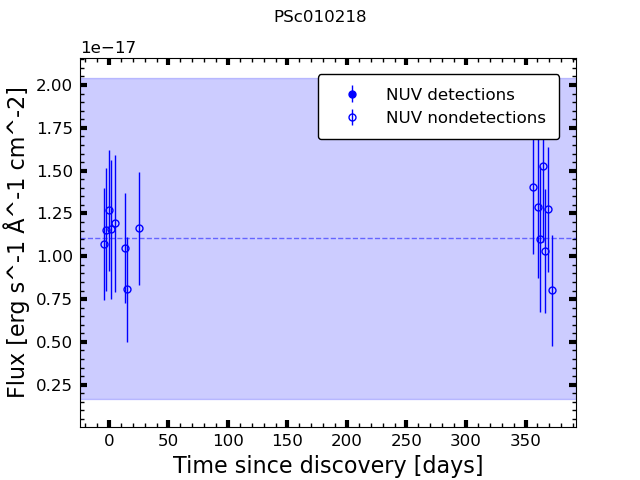 PSc010218
1e−17
NUV detections
NUV nondetections
2.00
1.75
1.50
1.25
1.00
0.75
0.50
0.25
Flux [erg s^-1 Å^-1 cm^-2]
0 50 100 150 200 250 300 350
Time since discovery [days]